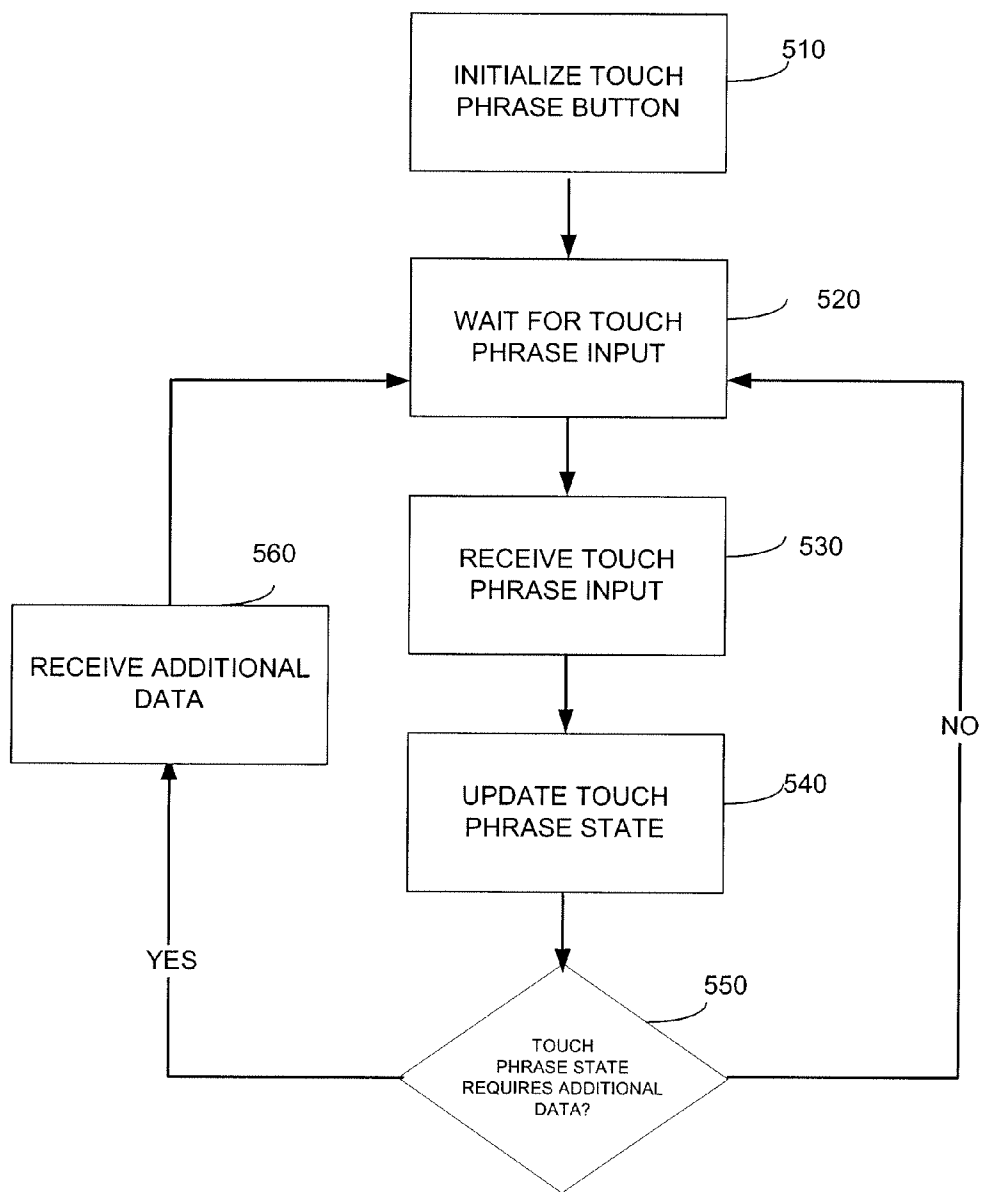 INITIALIZE TOUCH
PHRASE BUTTON
510
WAIT FOR TOUCH
PHRASE INPUT
520
RECEIVE TOUCH
PHRASE INPUT
530
560
RECEIVE ADDITIONAL
DATA
NO
UPDATE TOUCH
PHRASE STATE
540
YES
550
TOUCH
PHRASE STATE
REQUIRES ADDITIONAL
DATA?